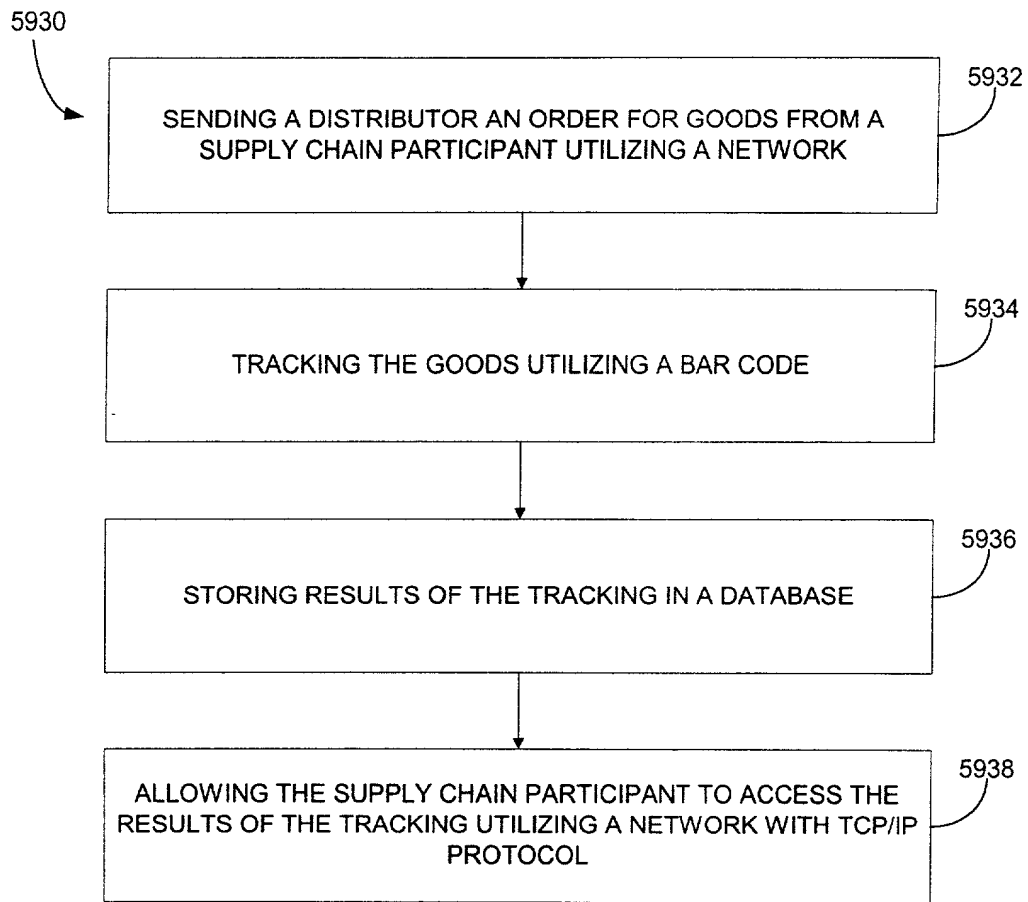 5930
5932
SENDING A DISTRIBUTOR AN ORDER FOR GOODS FROM A
SUPPLY CHAIN PARTICIPANT UTILIZING A NETWORK
5934
TRACKING THE GOODS UTILIZING A BAR CODE
5936
STORING RESULTS OF THE TRACKING IN A DATABASE
5938
ALLOWING THE SUPPLY CHAIN PARTICIPANT TO ACCESS THE
RESULTS OF THE TRACKING UTILIZING A NETWORK WITH TCP/IP
PROTOCOL